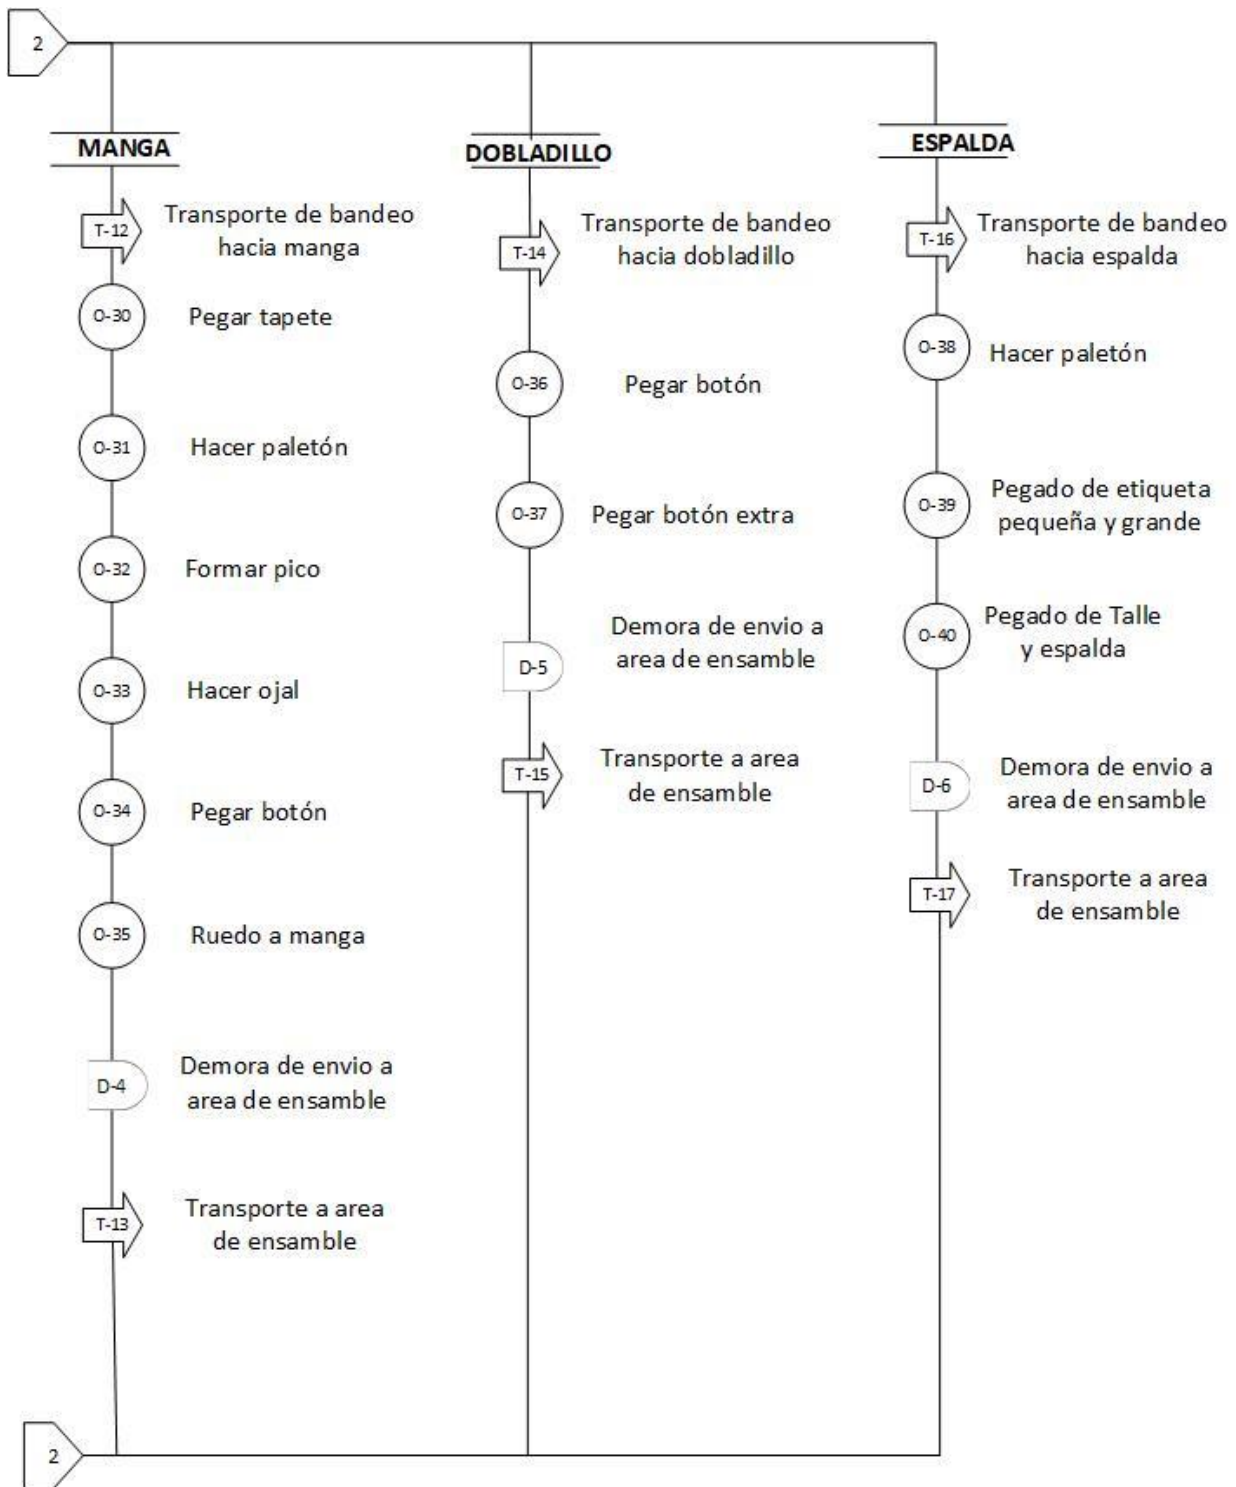 2
MANGA
T-12
Transporte de bandeo
hacia manga
O-30
Pegar tapete
O-31
Hacer paletón
O-32
Formar pico
O-33
Hacer ojal
O-34
Pegar botón
O-35
Ruedo a manga
D-4
Demora de envio a
area de ensamble
T-13
Transporte a area
de ensamble
DOBLADILLO
T-14
Transporte de bandeo
hacia dobladillo
O-36
Pegar botón
O-37
Pegar botón extra
D-5
Demora de envio a
area de ensamble
T-15
Transporte a area
de ensamble
ESPALDA
T-16
Transporte de bandeo
hacia espalda
O-38
Hacer paletón
O-39
Pegado de etiqueta
pequeña y grande
O-40
Pegado de Talle
y espalda
D-6
Demora de envio a
area de ensamble
T-17
Transporte a area
de ensamble
2